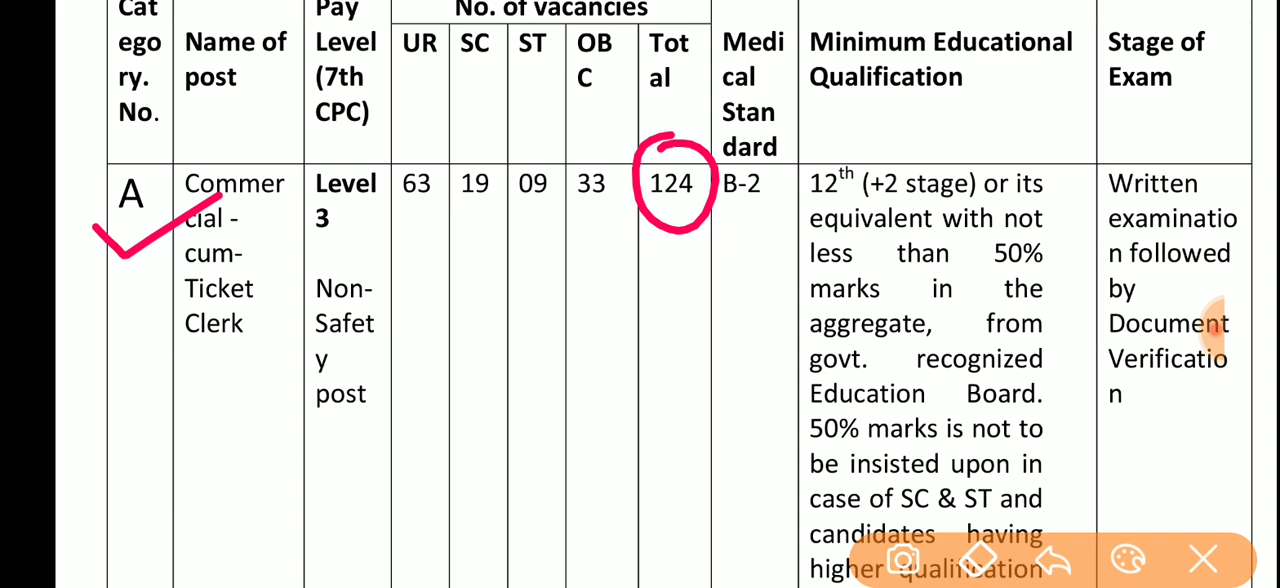 Cat
ego
ry.
No.
Name of
post
Pay
Level
(7th
CPC)
No. of vacancies
UR
SC
ST
OB
C
Tot
al
Medi
cal
Stan
dard
Minimum Educational
Qualification
Stage of
Exam
A
Commer
cial -
cum-
Ticket
Clerk
Level
3
Non-
Safet
y
post
63
19
09
33
124
B-2
12th (+2 stage) or its
equivalent with not
less than 50%
marks in the
aggregate, from
govt. recognized
Education Board.
50% marks is not to
be insisted upon in
case of SC & ST and
candidates having
higher qualification
Written
examinatio
n followed
by
Document
Verificatio
n